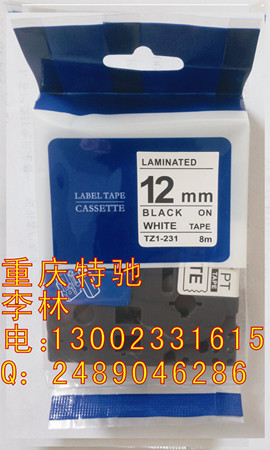 LAMINATED
12 mm
BLACK ON
WHITE TAPE
TZ1-231 8m
LABEL TAPE
CASSETTE
PT
TAPE
重庆特驰
李林
电:13002331615
Q: 2489046286